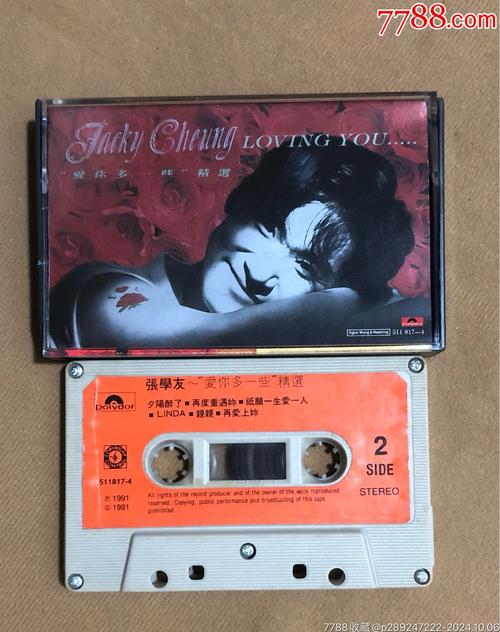 7788.com
Jacky Cheung LOVING YOU.....
"愛你多一些"精選
Digital Mixing & Mastering
511 817-4
張學友~"愛你多一些"精選
Polydor
夕陽醉了 ■ 再度重遇妳 ■ 祇願一生愛一人
■ LINDA ■ 親親 ■ 再愛上妳
2
SIDE
STEREO
511817-4
℗ 1991
© 1991
All rights of the record producer and of the owner of the work reproduced
reserved. Copying, public performance and broadcasting of this tape
prohibited
7788收藏@p289247222-2024.10.06